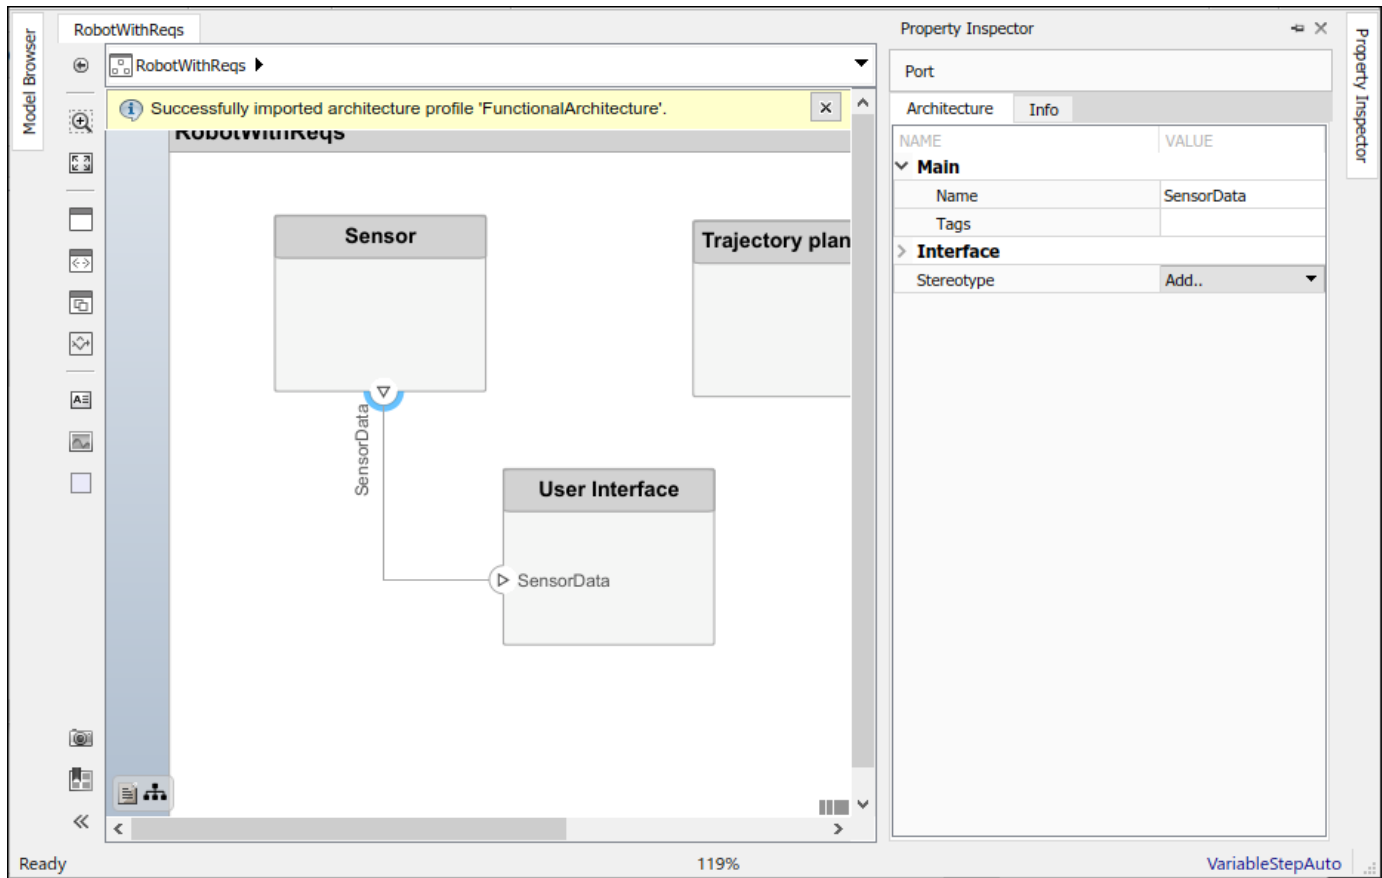 Model Browser
RobotWithReqs
RobotWithReqs
Successfully imported architecture profile 'FunctionalArchitecture'.
RobotWithReqs
Sensor
Trajectory plan
SensorData
User Interface
SensorData
Property Inspector
Port
Architecture Info
NAME VALUE
Main
Name SensorData
Tags
Interface
Stereotype Add..
Property Inspector
Ready 119% VariableStepAuto